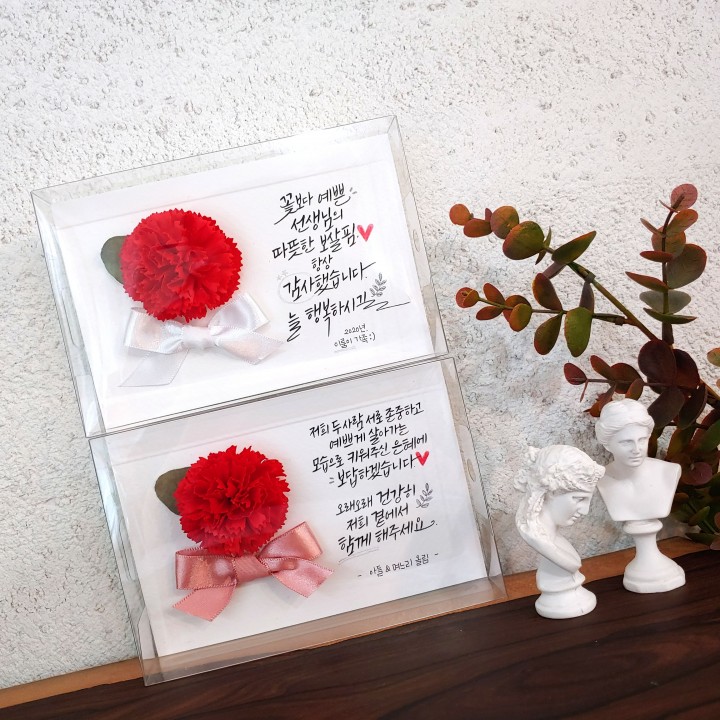 꽃보다 예쁜
선생님의
따뜻한 보살핌
항상
감사했습니다.
늘 행복하시길
2020년
이쁨이 가족:)
저희 두사람 서로 존중하고
예쁘게 살아가는
모습으로 키워주신 은혜에
보답하겠습니다
오래오래 건강히
저희 곁에서
함께 해주세요.
- 아들 & 며느리 올림 -